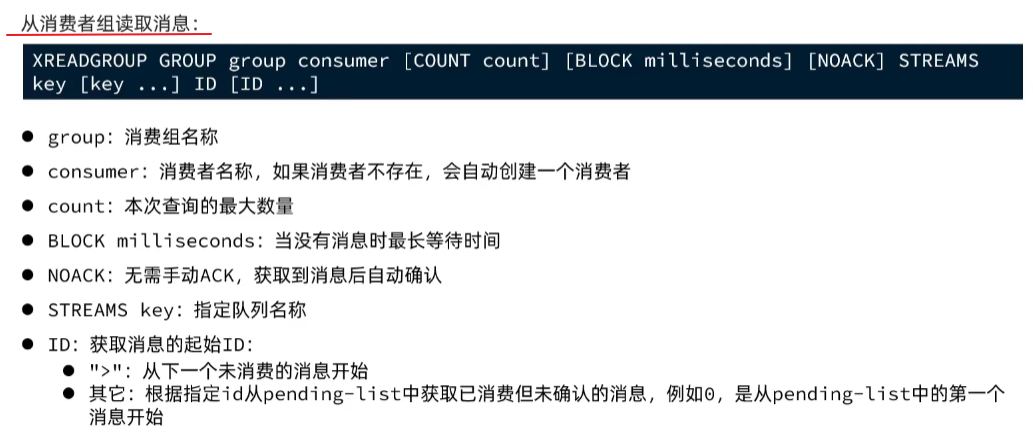 从消费者组读取消息：
XREADGROUP GROUP group consumer [COUNT count] [BLOCK milliseconds] [NOACK] STREAMS
key [key ...] ID [ID ...]
● group：消费组名称
● consumer：消费者名称，如果消费者不存在，会自动创建一个消费者
● count：本次查询的最大数量
● BLOCK milliseconds：当没有消息时最长等待时间
● NOACK：无需手动ACK，获取到消息后自动确认
● STREAMS key：指定队列名称
● ID：获取消息的起始ID：
● ">"：从下一个未消费的消息开始
● 其它：根据指定id从pending-list中获取已消费但未确认的消息，例如0，是从pending-list中的第一个
消息开始